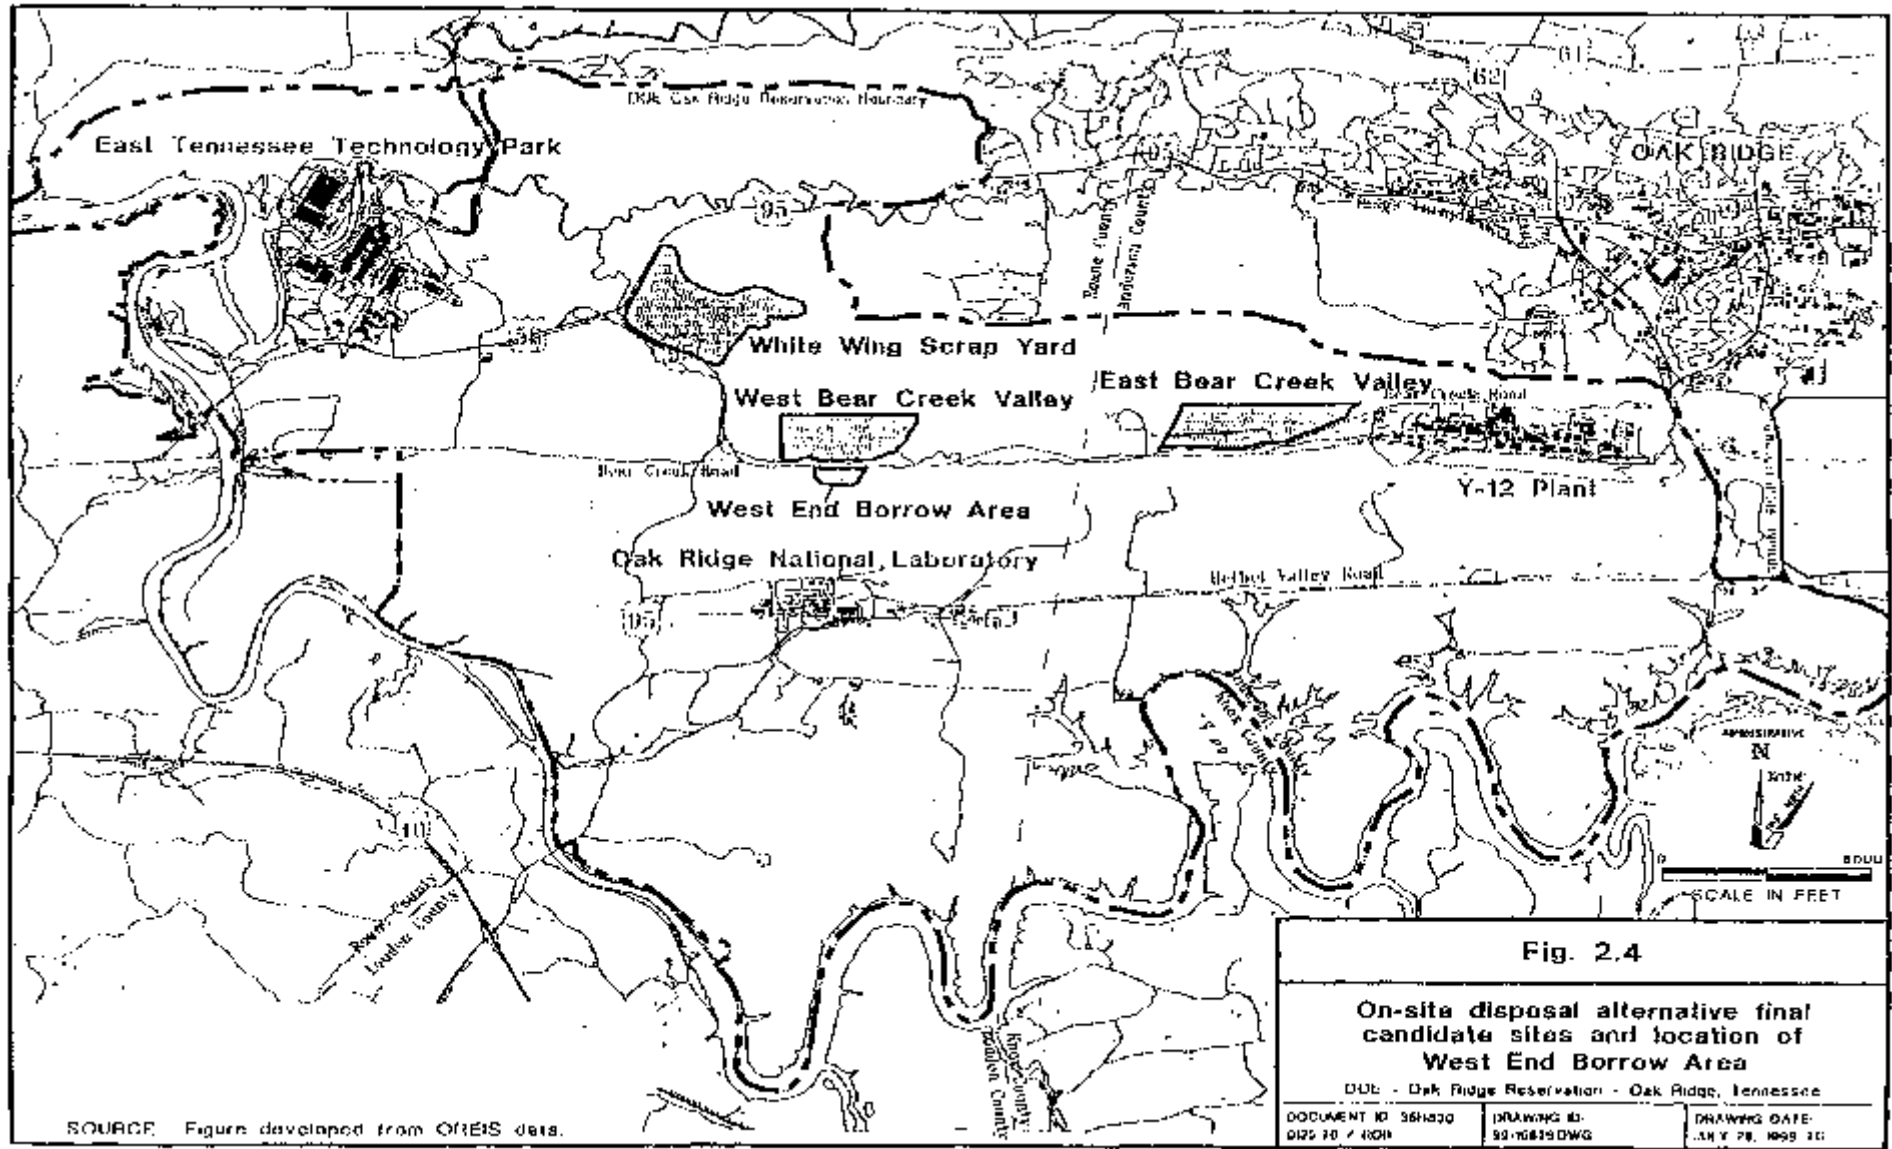 61
62
DOE Oak Ridge Reservation Boundary
East Tennessee Technology Park
95
OAK RIDGE
95
Roane County
Anderson County
58
White Wing Scrap Yard
95
East Bear Creek Valley
West Bear Creek Valley
Bear Creek Road
Bear Creek Road
Y-12 Plant
West End Borrow Area
Oak Ridge National Laboratory
Bethel Valley Road
95
Knox County
N
40
0
SCALE IN FEET
Roane County
Loudon County
Fig. 2.4
On-site disposal alternative final
candidate sites and location of
West End Borrow Area
DOE - Oak Ridge Reservation - Oak Ridge, Tennessee
Knox County
Loudon County
SOURCE Figure developed from OREIS data.
DOCUMENT ID
DRAWING ID:
DRAWING DATE: